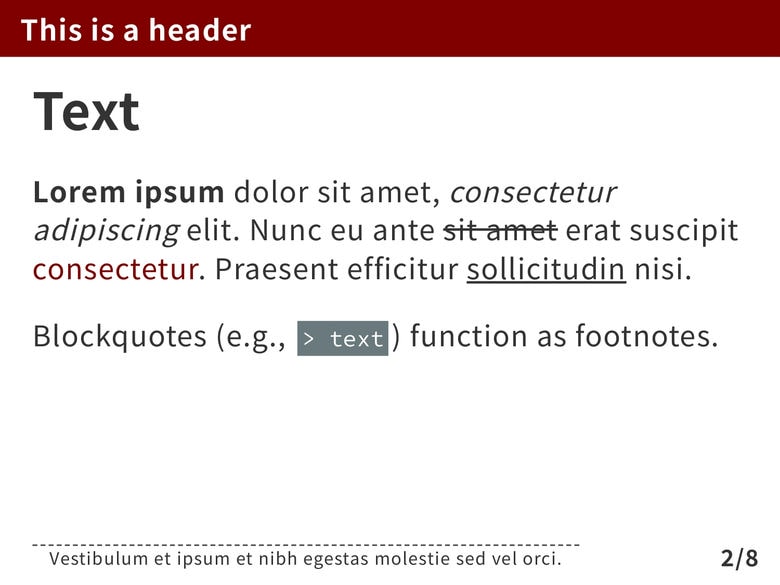 This is a header
Text
Lorem ipsum dolor sit amet, consectetur
adipiscing elit. Nunc eu ante sit amet erat suscipit
consectetur. Praesent efficitur sollicitudin nisi.
Blockquotes (e.g., > text) function as footnotes.
Vestibulum et ipsum et nibh egestas molestie sed vel orci.
2/8